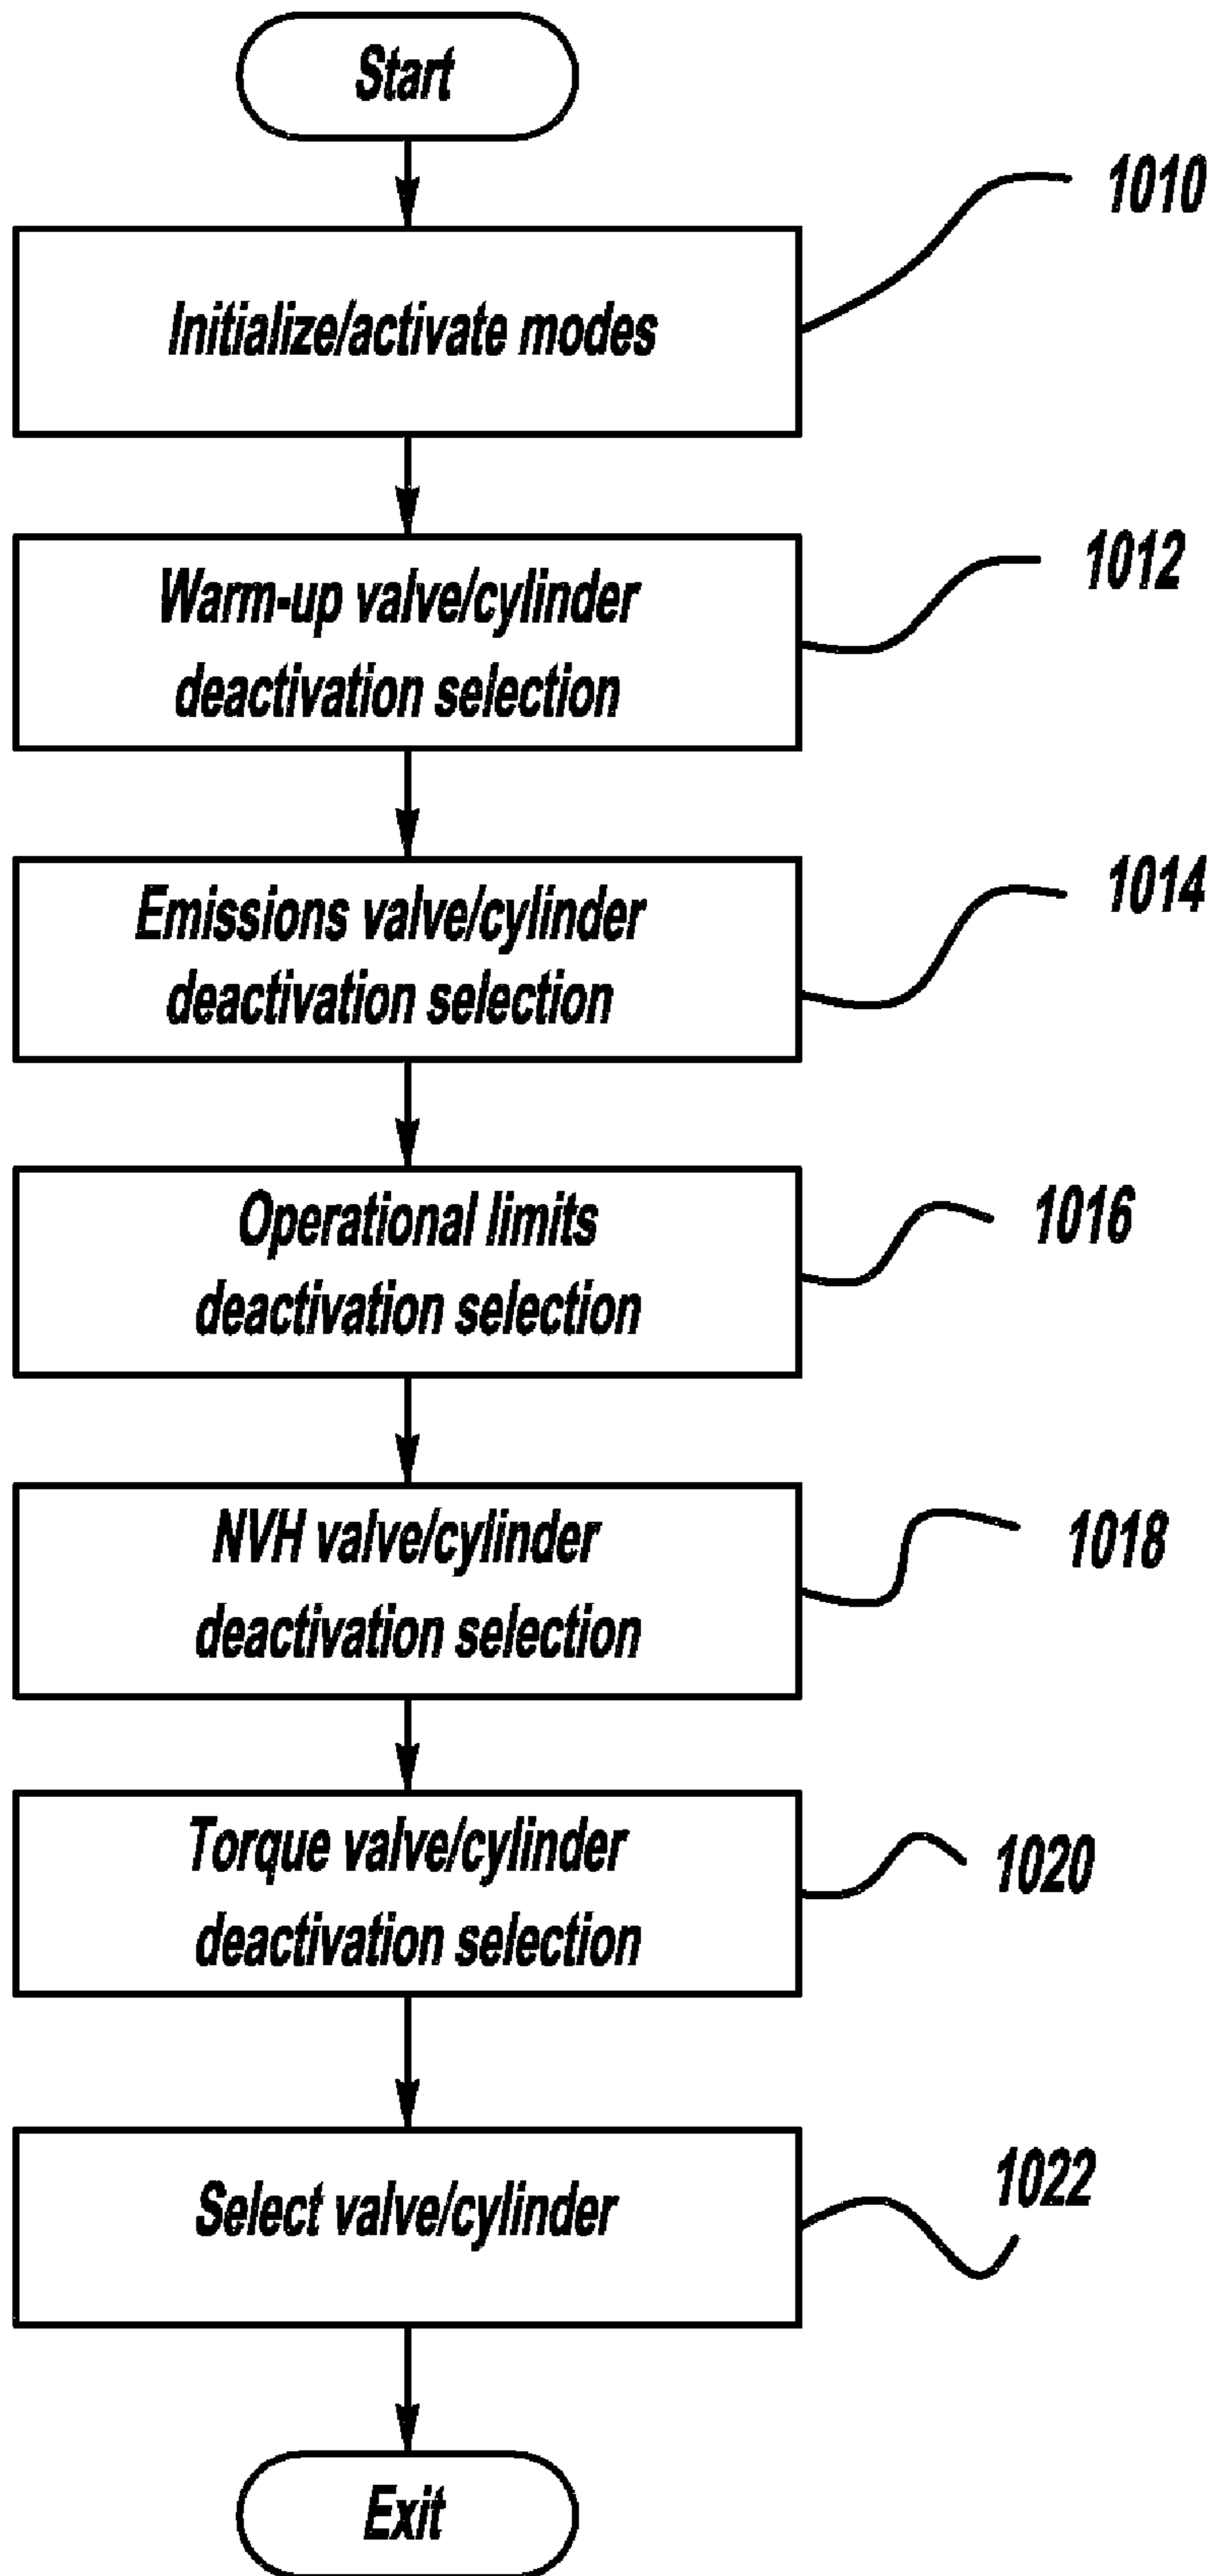 Start
1010
Initialize/activate modes
1012
Warm-up valve/cylinder
deactivation selection
1014
Emissions valve/cylinder
deactivation selection
1016
Operational limits
deactivation selection
1018
NVH valve/cylinder
deactivation selection
1020
Torque valve/cylinder
deactivation selection
1022
Select valve/cylinder
Exit